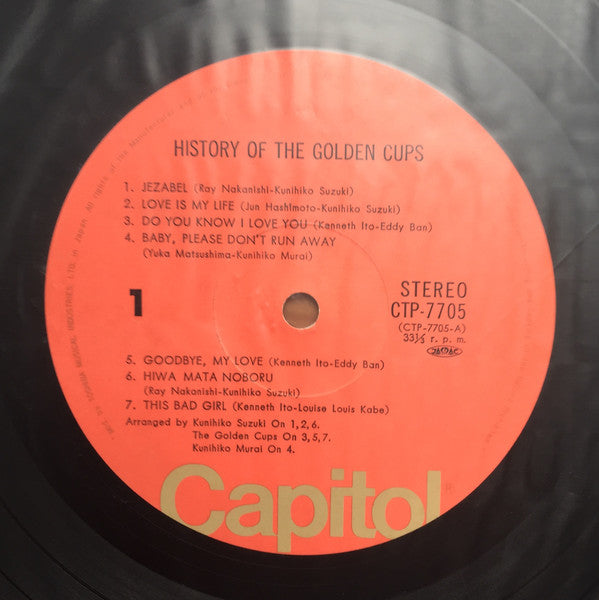 HISTORY OF THE GOLDEN CUPS
1. JEZABEL (Ray Nakanishi-Kunihiko Suzuki)
2. LOVE IS MY LIFE (Jun Hashimoto-Kunihiko Suzuki)
3. DO YOU KNOW I LOVE YOU (Kenneth Ito-Eddy Ban)
4. BABY, PLEASE DON'T RUN AWAY
(Yuka Matsushima-Kunihiko Murai)
1
STEREO
CTP-7705
(CTP-7705-A)
33⅓ r. p. m.
JASRAC
5. GOODBYE, MY LOVE (Kenneth Ito-Eddy Ban)
6. HIWA MATA NOBORU
(Ray Nakanishi-Kunihiko Suzuki)
7. THIS BAD GIRL (Kenneth Ito-Louise Louis Kabe)
Arranged by Kunihiko Suzuki On 1,2,6.
The Golden Cups On 3,5,7.
Kunihiko Murai On 4.
Capitol